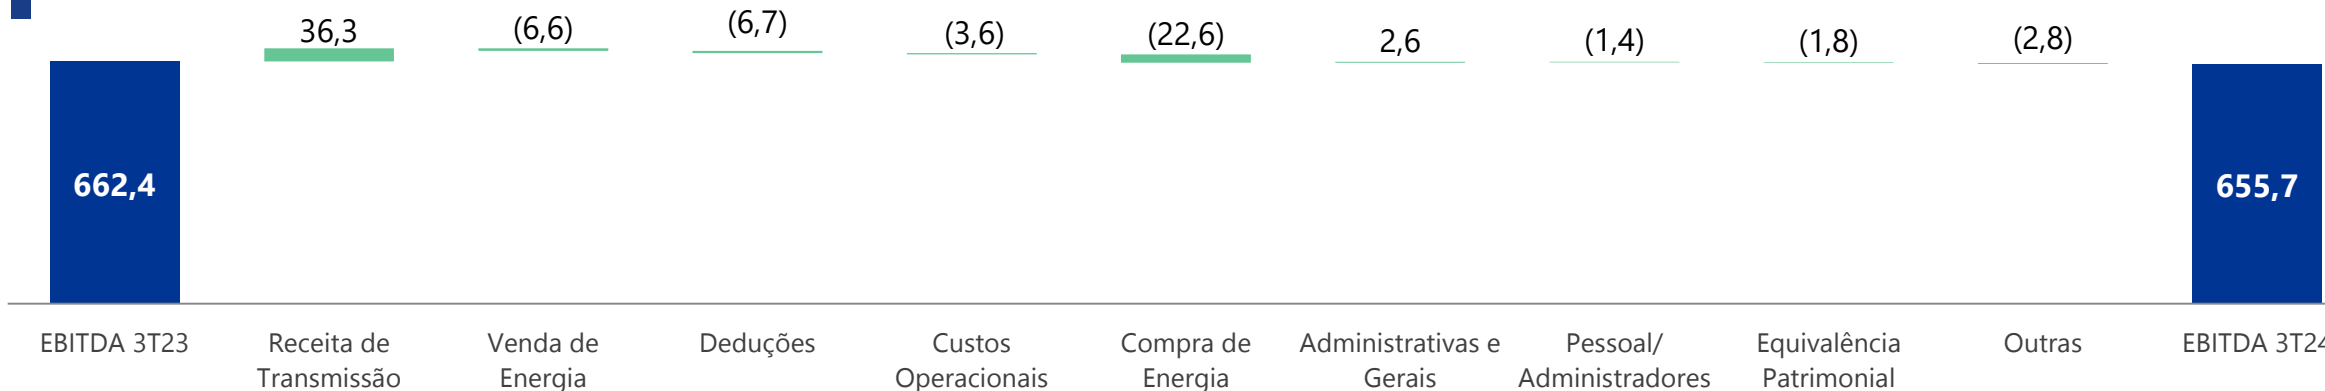 36,3
(6,6)
(6,7)
(3,6)
(22,6)
2,6
(1,4)
(1,8)
(2,8)
662,4
655,7
EBITDA 3T23
Receita de
Transmissão
Venda de
Energia
Deduções
Custos
Operacionais
Compra de
Energia
Administrativas e
Gerais
Pessoal/
Administradores
Equivalência
Patrimonial
Outras
EBITDA 3T24